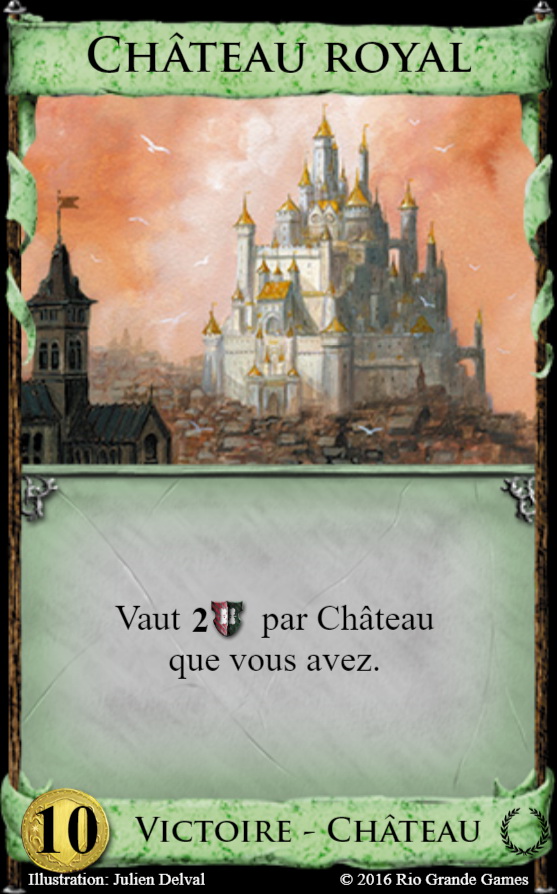 Château royal
Vaut 2 par Château
que vous avez.
10
Victoire - Château
Illustration: Julien Delval
© 2016 Rio Grande Games